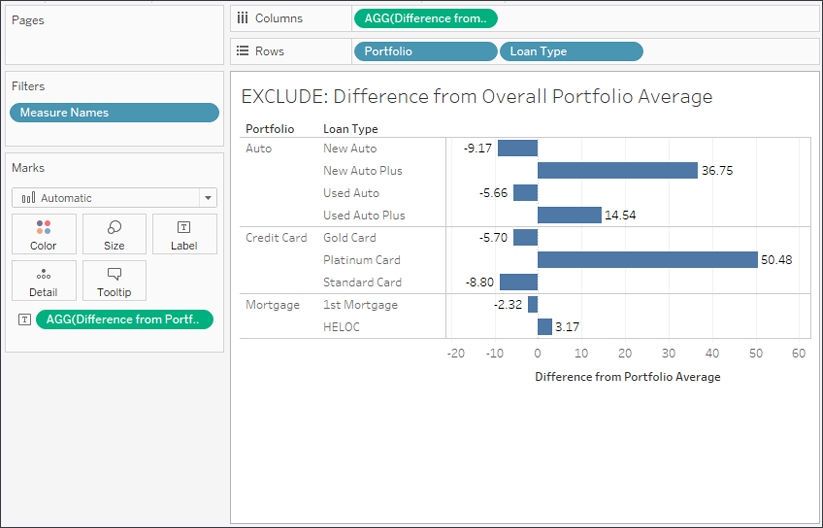 Pages
Columns
AGG(Difference from..
Rows
Portfolio
Loan Type
Filters
Measure Names
Marks
Automatic
Color
Size
Label
Detail
Tooltip
AGG(Difference from Portf..
EXCLUDE: Difference from Overall Portfolio Average
Portfolio Loan Type
Auto New Auto -9.17
New Auto Plus 36.75
Used Auto -5.66
Used Auto Plus 14.54
Credit Card Gold Card -5.70
Platinum Card 50.48
Standard Card -8.80
Mortgage 1st Mortgage -2.32
HELOC 3.17
-20 -10 0 10 20 30 40 50 60
Difference from Portfolio Average